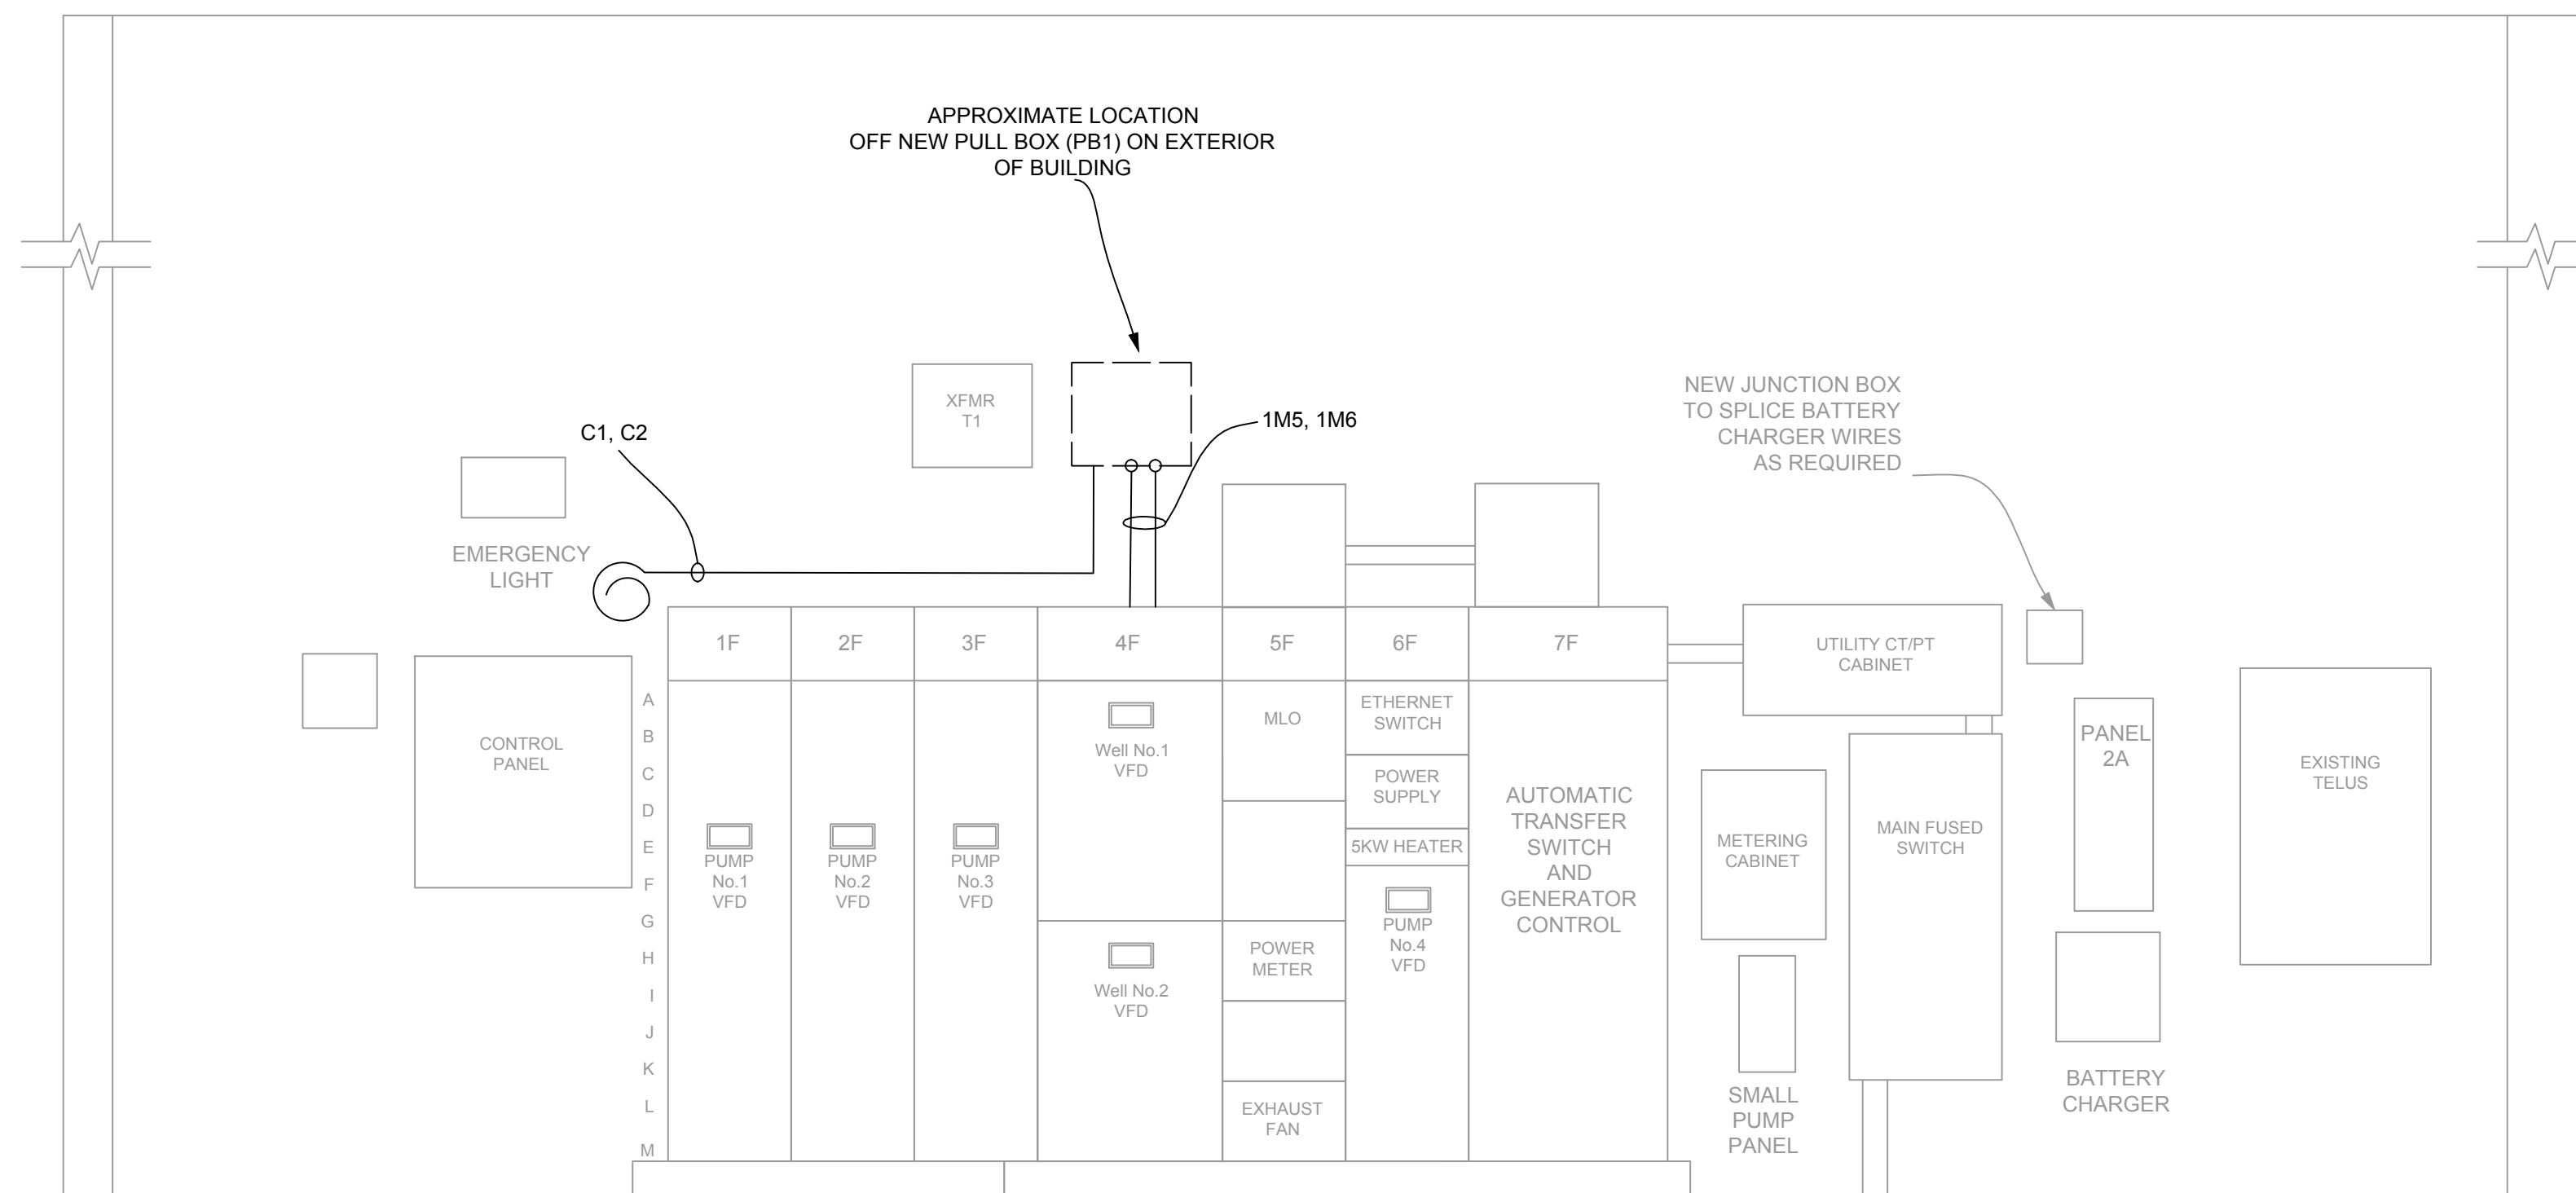 APPROXIMATE LOCATION
OFF NEW PULL BOX (PB1) ON EXTERIOR
OF BUILDING
XFMR
T1
1M5, 1M6
C1, C2
NEW JUNCTION BOX
TO SPLICE BATTERY
CHARGER WIRES
AS REQUIRED
EMERGENCY
LIGHT
1F
2F
3F
4F
5F
6F
7F
UTILITY CT/PT
CABINET
CONTROL
PANEL
A
B
C
D
E
F
G
H
I
J
K
L
M
PUMP
No.1
VFD
PUMP
No.2
VFD
PUMP
No.3
VFD
Well No.1
VFD
Well No.2
VFD
MLO
POWER
METER
EXHAUST
FAN
ETHERNET
SWITCH
POWER
SUPPLY
5KW HEATER
PUMP
No.4
VFD
AUTOMATIC
TRANSFER
SWITCH
AND
GENERATOR
CONTROL
METERING
CABINET
SMALL
PUMP
PANEL
MAIN FUSED
SWITCH
PANEL
2A
BATTERY
CHARGER
EXISTING
TELUS